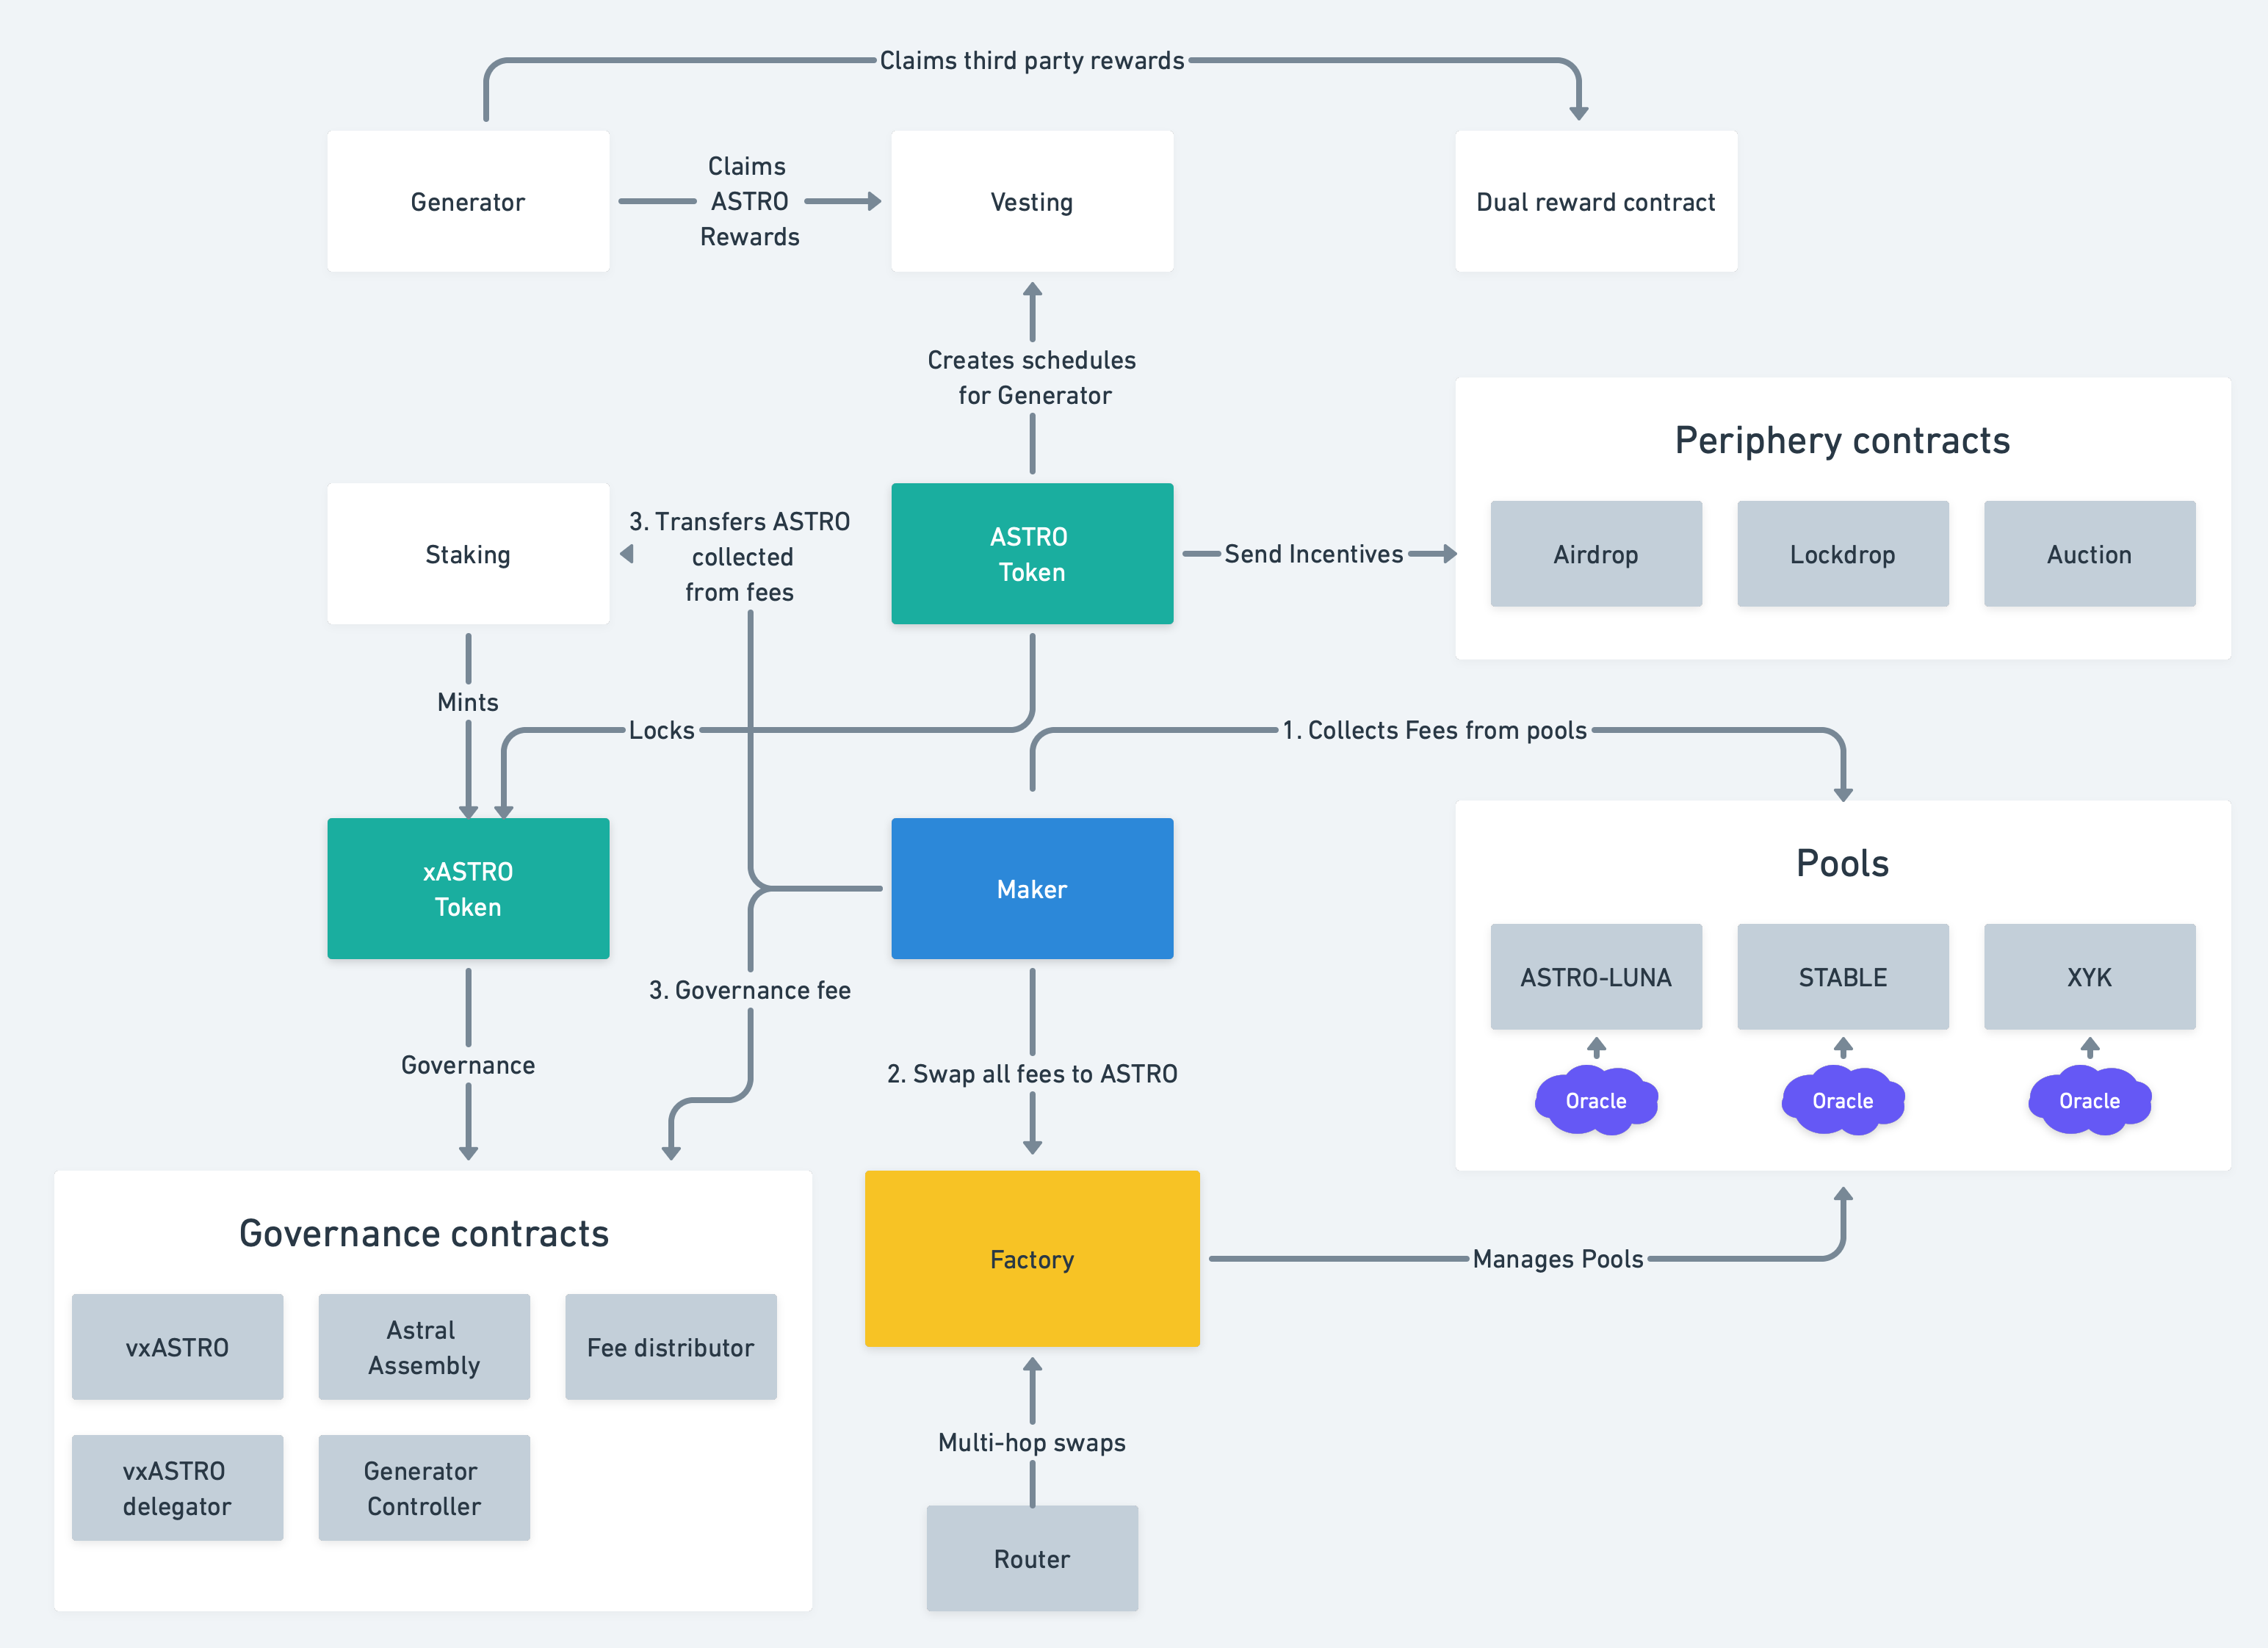 Claims third party rewards
Generator
Claims
ASTRO
Rewards
Vesting
Dual reward contract
Creates schedules
for Generator
Periphery contracts
Airdrop
Lockdrop
Auction
Staking
3. Transfers ASTRO
collected
from fees
ASTRO
Token
Send Incentives
Mints
Locks
1. Collects Fees from pools
xASTRO
Token
Maker
Pools
ASTRO-LUNA
STABLE
XYK
Oracle
Oracle
Oracle
3. Governance fee
Governance
2. Swap all fees to ASTRO
Governance contracts
vxASTRO
Astral
Assembly
Fee distributor
vxASTRO
delegator
Generator
Controller
Factory
Manages Pools
Multi-hop swaps
Router